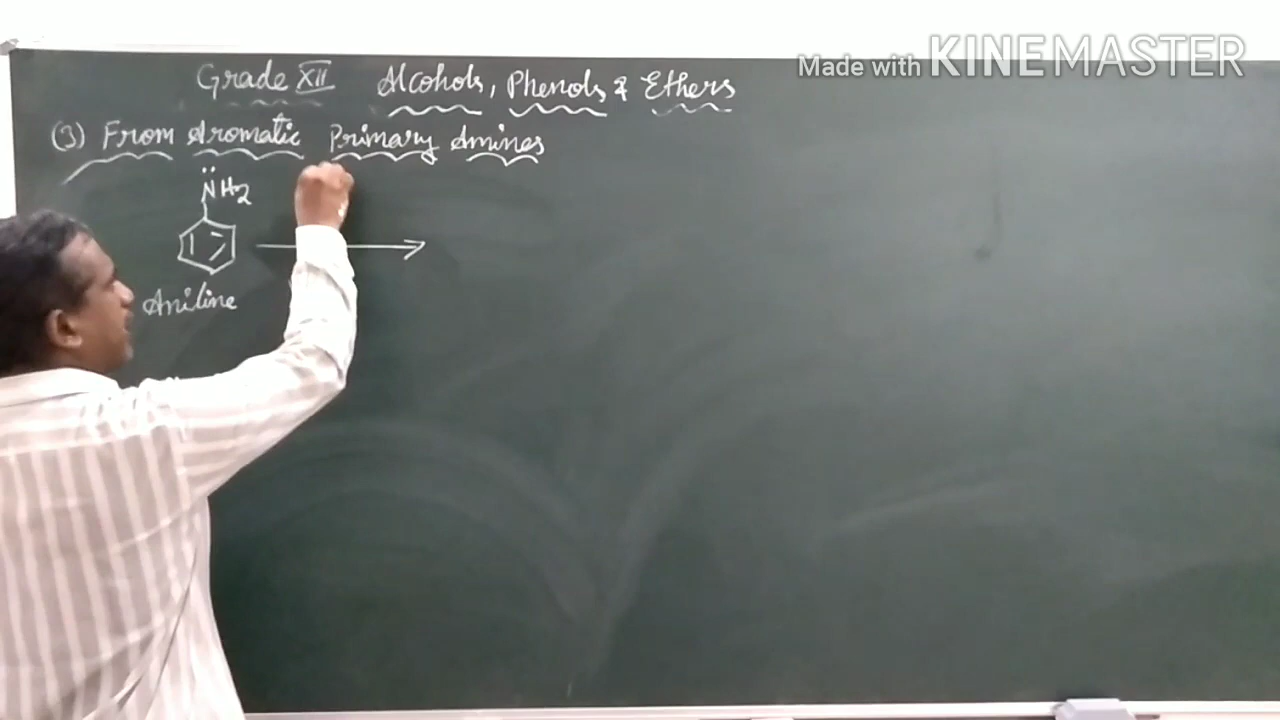 Made with KINEMASTER
Grade XII Alcohols, Phenols & Ethers
(3) From Aromatic Primary Amines
NH2
Aniline